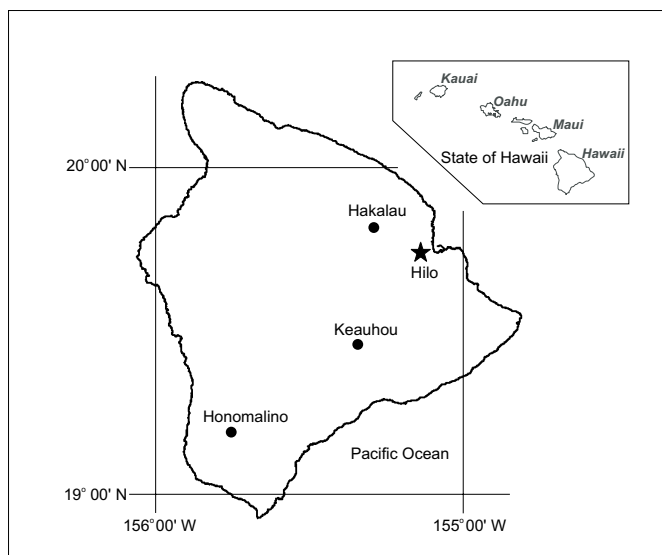 Kauai
Oahu
Maui
Hawaii
State of Hawaii
20° 00' N
Hakalau
Hilo
Keauhou
Honomalino
Pacific Ocean
19° 00' N
156° 00' W
155° 00' W